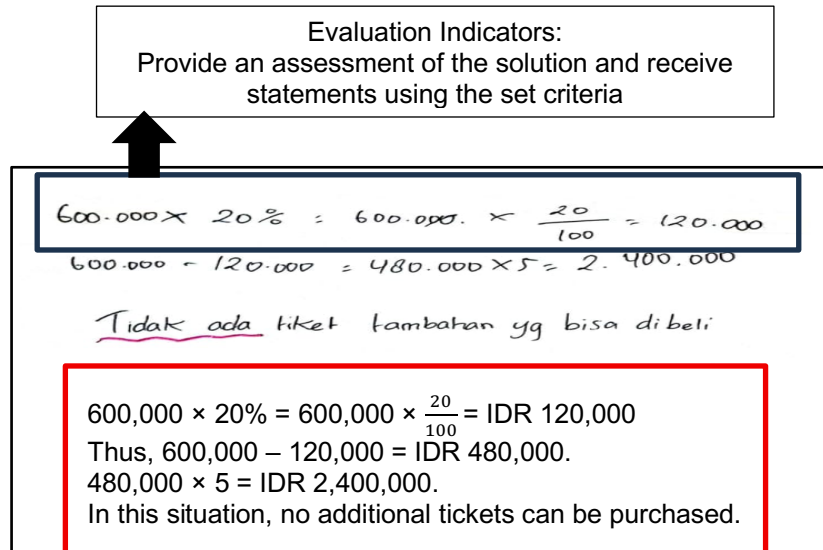 Evaluation Indicators:
Provide an assessment of the solution and receive
statements using the set criteria
600.000 × 20% = 600.000. × 20/100 = 120.000
600.000 - 120.000 = 480.000 × 5 = 2.400.000
Tidak ada tiket tambahan yg bisa dibeli
600,000 × 20% = 600,000 × 20/100 = IDR 120,000
Thus, 600,000 – 120,000 = IDR 480,000.
480,000 × 5 = IDR 2,400,000.
In this situation, no additional tickets can be purchased.